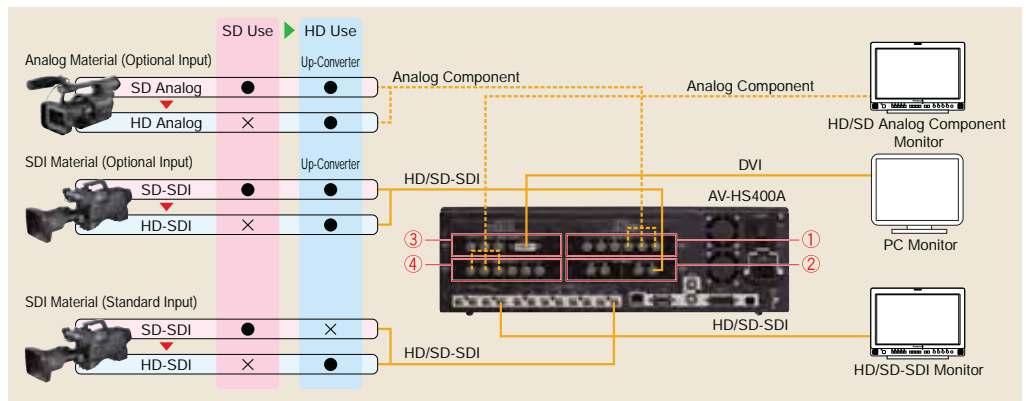 SD Use HD Use
Analog Material (Optional Input)
Up-Converter
SD Analog
HD Analog
Analog Component
Analog Component
HD/SD Analog Component
Monitor
SDI Material (Optional Input)
Up-Converter
SD-SDI
HD-SDI
HD/SD-SDI
DVI
AV-HS400A
PC Monitor
③
①
④
②
SDI Material (Standard Input)
SD-SDI
HD-SDI
HD/SD-SDI
HD/SD-SDI
HD/SD-SDI Monitor